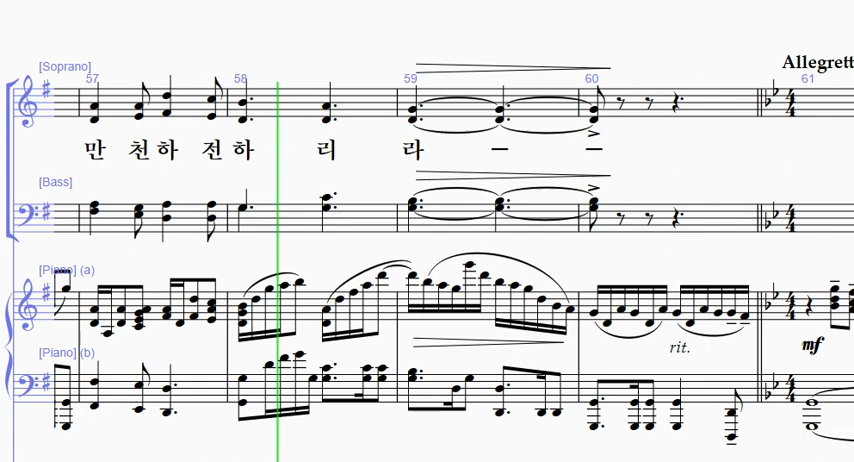 Allegrett
[Soprano]
57 58 59 60 61
만 천 하 전 하 리 라 – –
[Bass]
[Piano] (a)
rit.
mf
[Piano] (b)